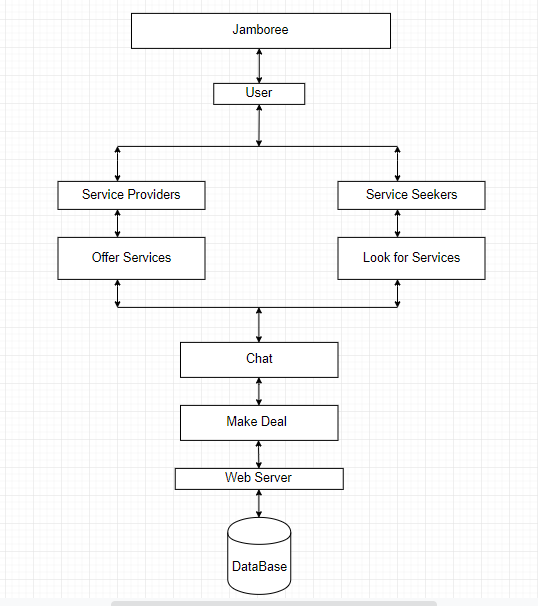 Jamboree
User
Service Providers
Service Seekers
Offer Services
Look for Services
Chat
Make Deal
Web Server
DataBase